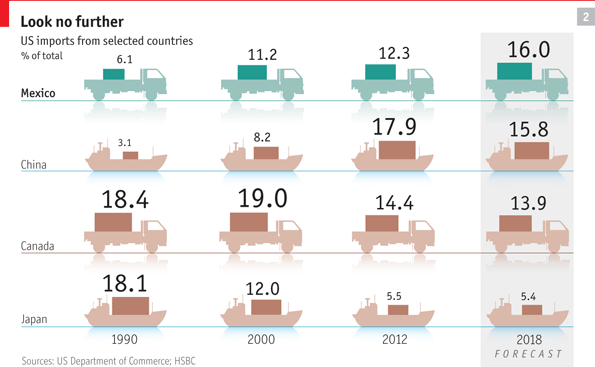 Look no further
2
US imports from selected countries
% of total
6.1
11.2
12.3
16.0
Mexico
3.1
8.2
17.9
15.8
China
18.4
19.0
14.4
13.9
Canada
18.1
12.0
5.5
5.4
Japan
1990
2000
2012
2018
FORECAST
Sources: US Department of Commerce; HSBC